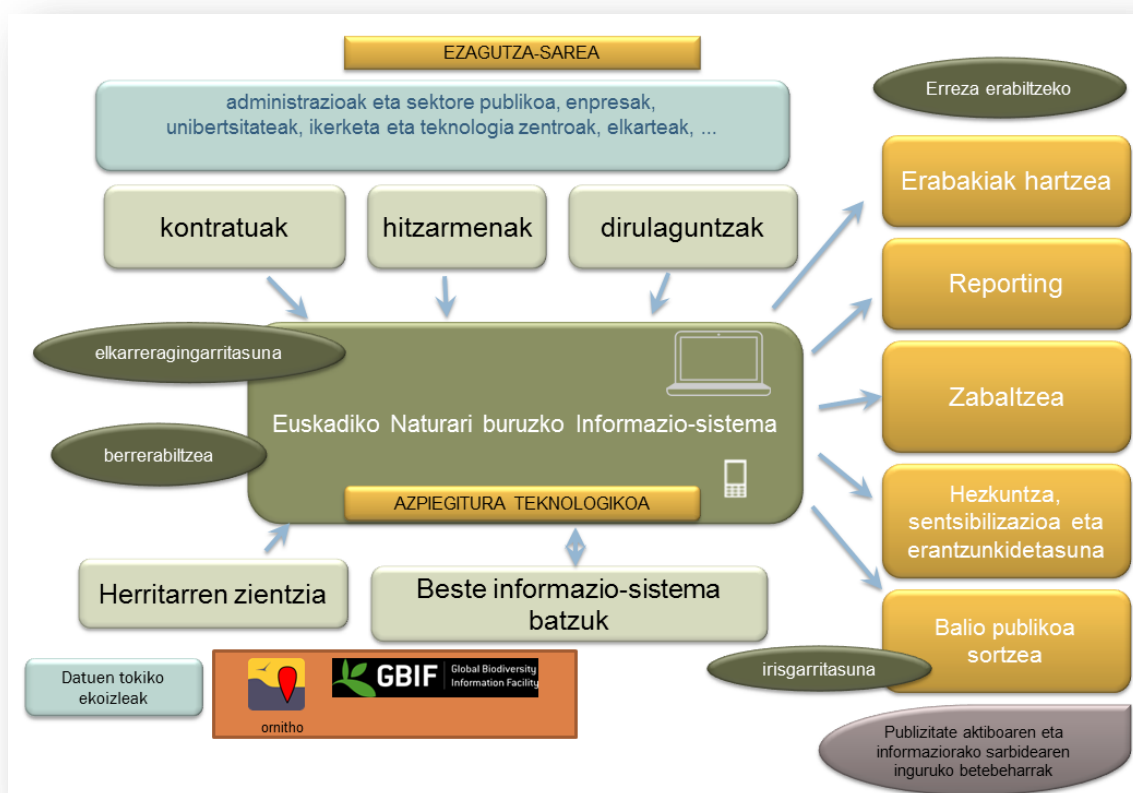 EZAGUTZA-SAREA
administrazioak eta sektore publikoa, enpresak,
unibertsitateak, ikerketa eta teknologia zentroak, elkarteak, ...
kontratuak
hitzarmenak
dirulaguntzak
elkarreragingarritasuna
berrerabiltzea
Euskadiko Naturari buruzko Informazio-sistema
AZPIEGITURA TEKNOLOGIKOA
Herritarren zientzia
Beste informazio-sistema
batzuk
Datuen tokiko
ekoizleak
ornitho
GBIF
Global Biodiversity
Information Facility
Erreza erabiltzeko
Erabakiak hartzea
Reporting
Zabaltzea
Hezkuntza,
sentsibilizazioa eta
erantzunkidetasuna
Balio publikoa
sortzea
irisgarritasuna
Publizitate aktiboaren eta
informaziorako sarbidearen
inguruko betebeharrak